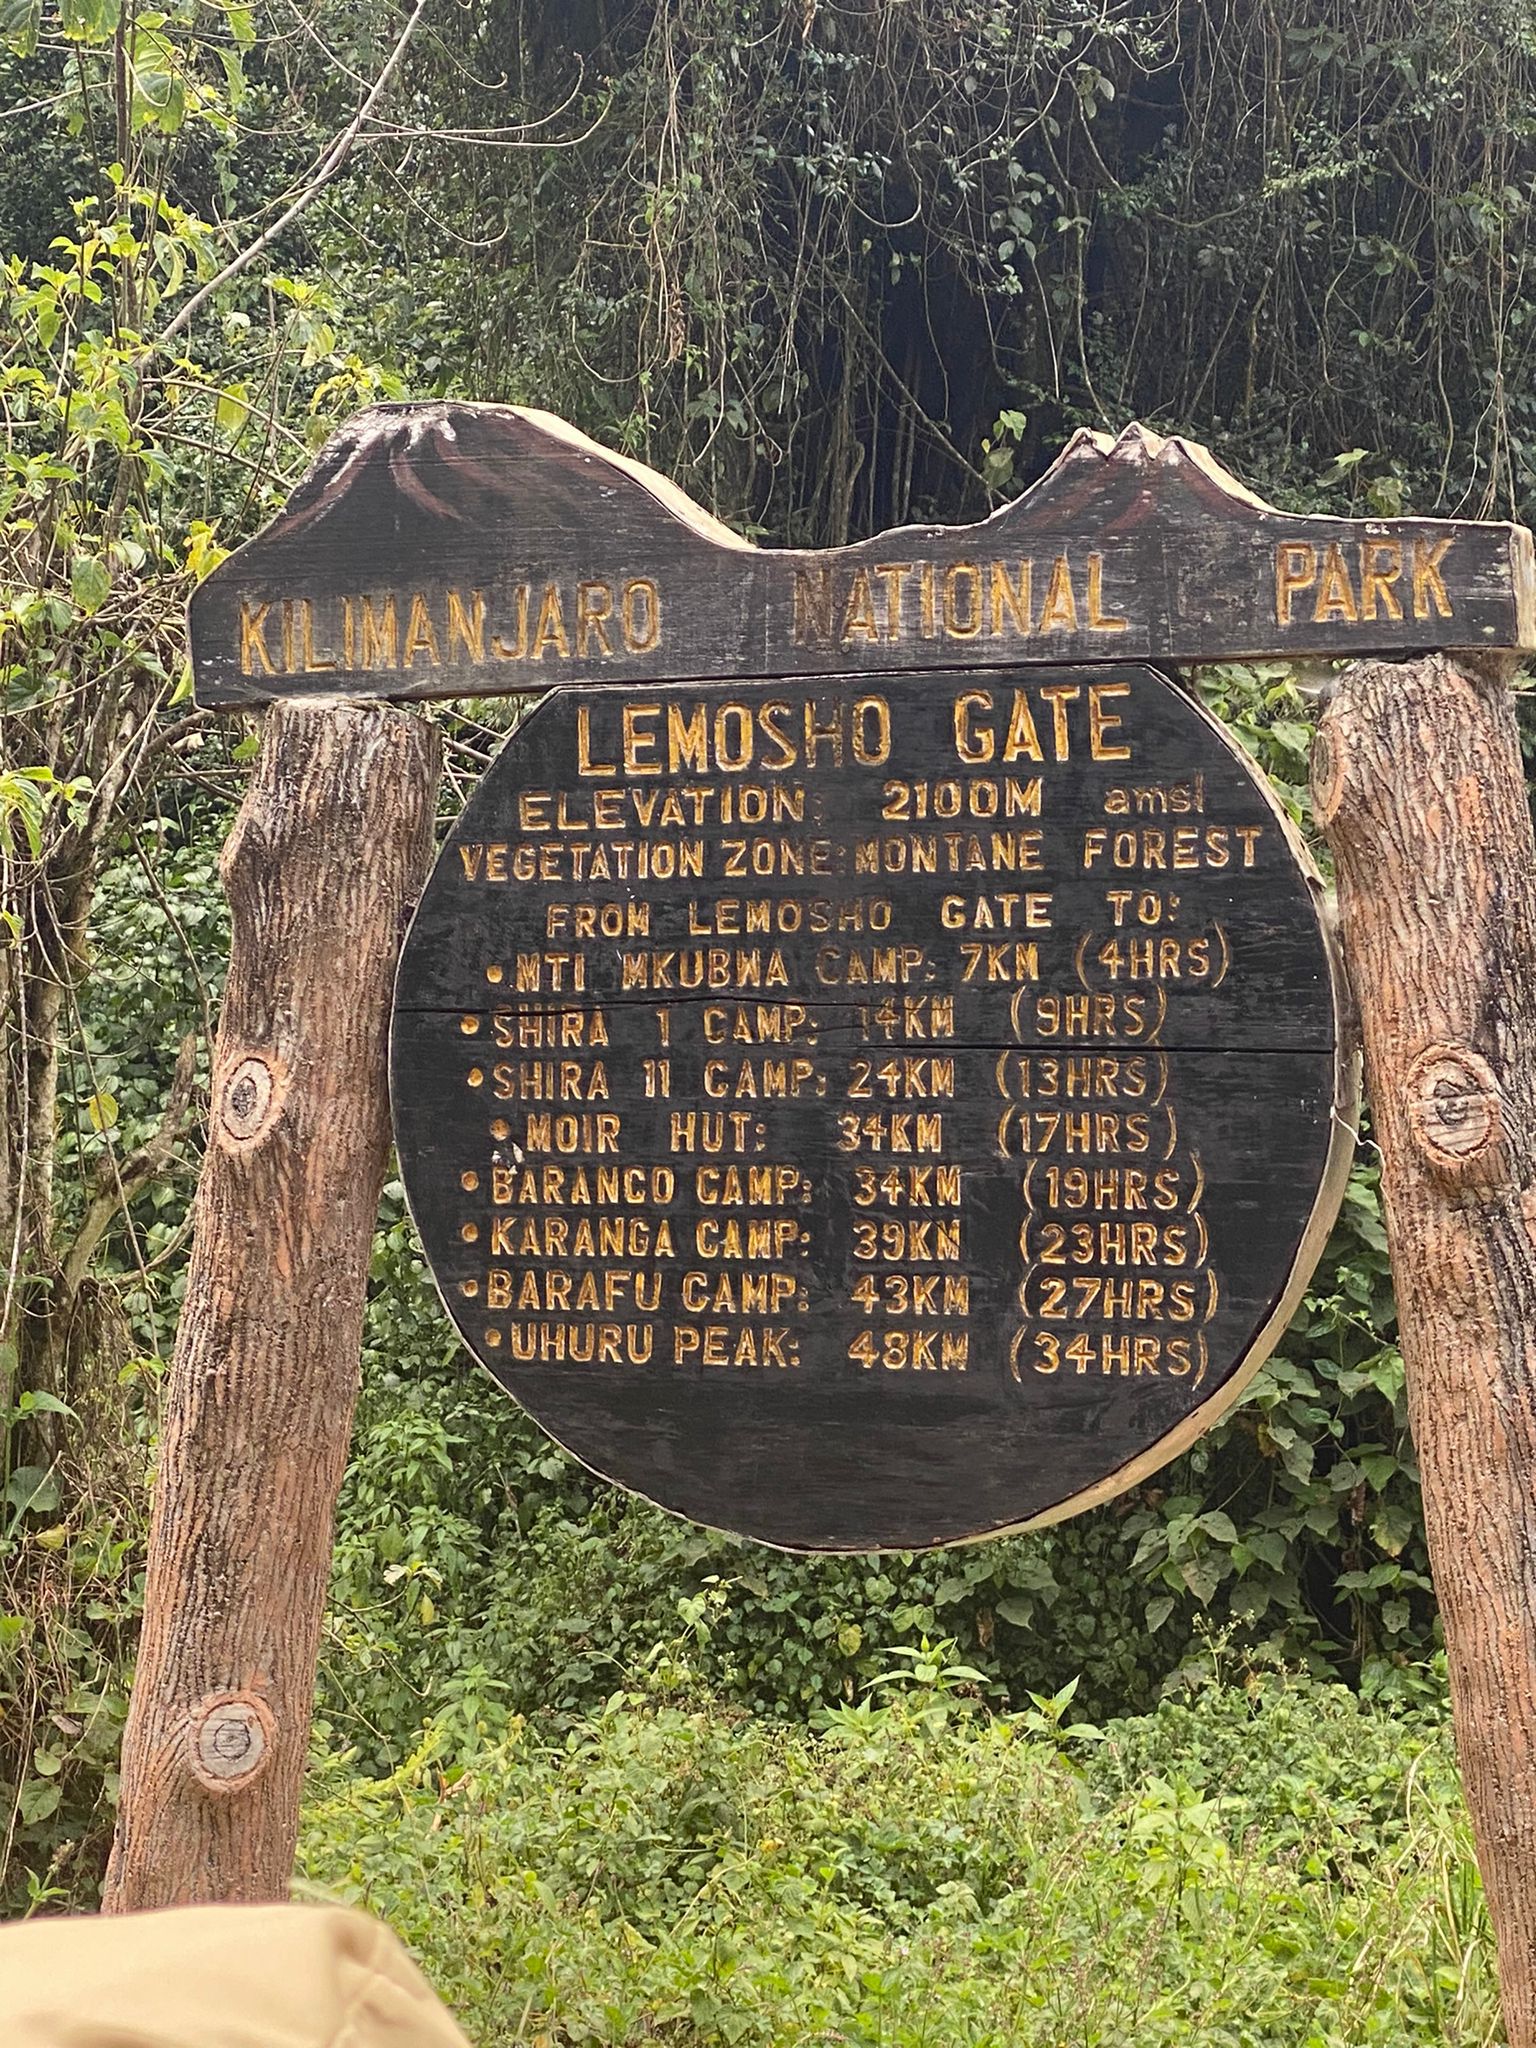 KILIMANJARO NATIONAL PARK
LEMOSHO GATE
ELEVATION: 2100M amsl
VEGETATION ZONE: MONTANE FOREST
FROM LEMOSHO GATE TO:
• MTI MKUBWA CAMP: 7KM (4HRS)
• SHIRA 1 CAMP: 14KM (9HRS)
• SHIRA 11 CAMP: 24KM (13HRS)
• MOIR HUT: 34KM (17HRS)
• BARANCO CAMP: 34KM (19HRS)
• KARANGA CAMP: 39KM (23HRS)
• BARAFU CAMP: 43KM (27HRS)
• UHURU PEAK: 48KM (34HRS)